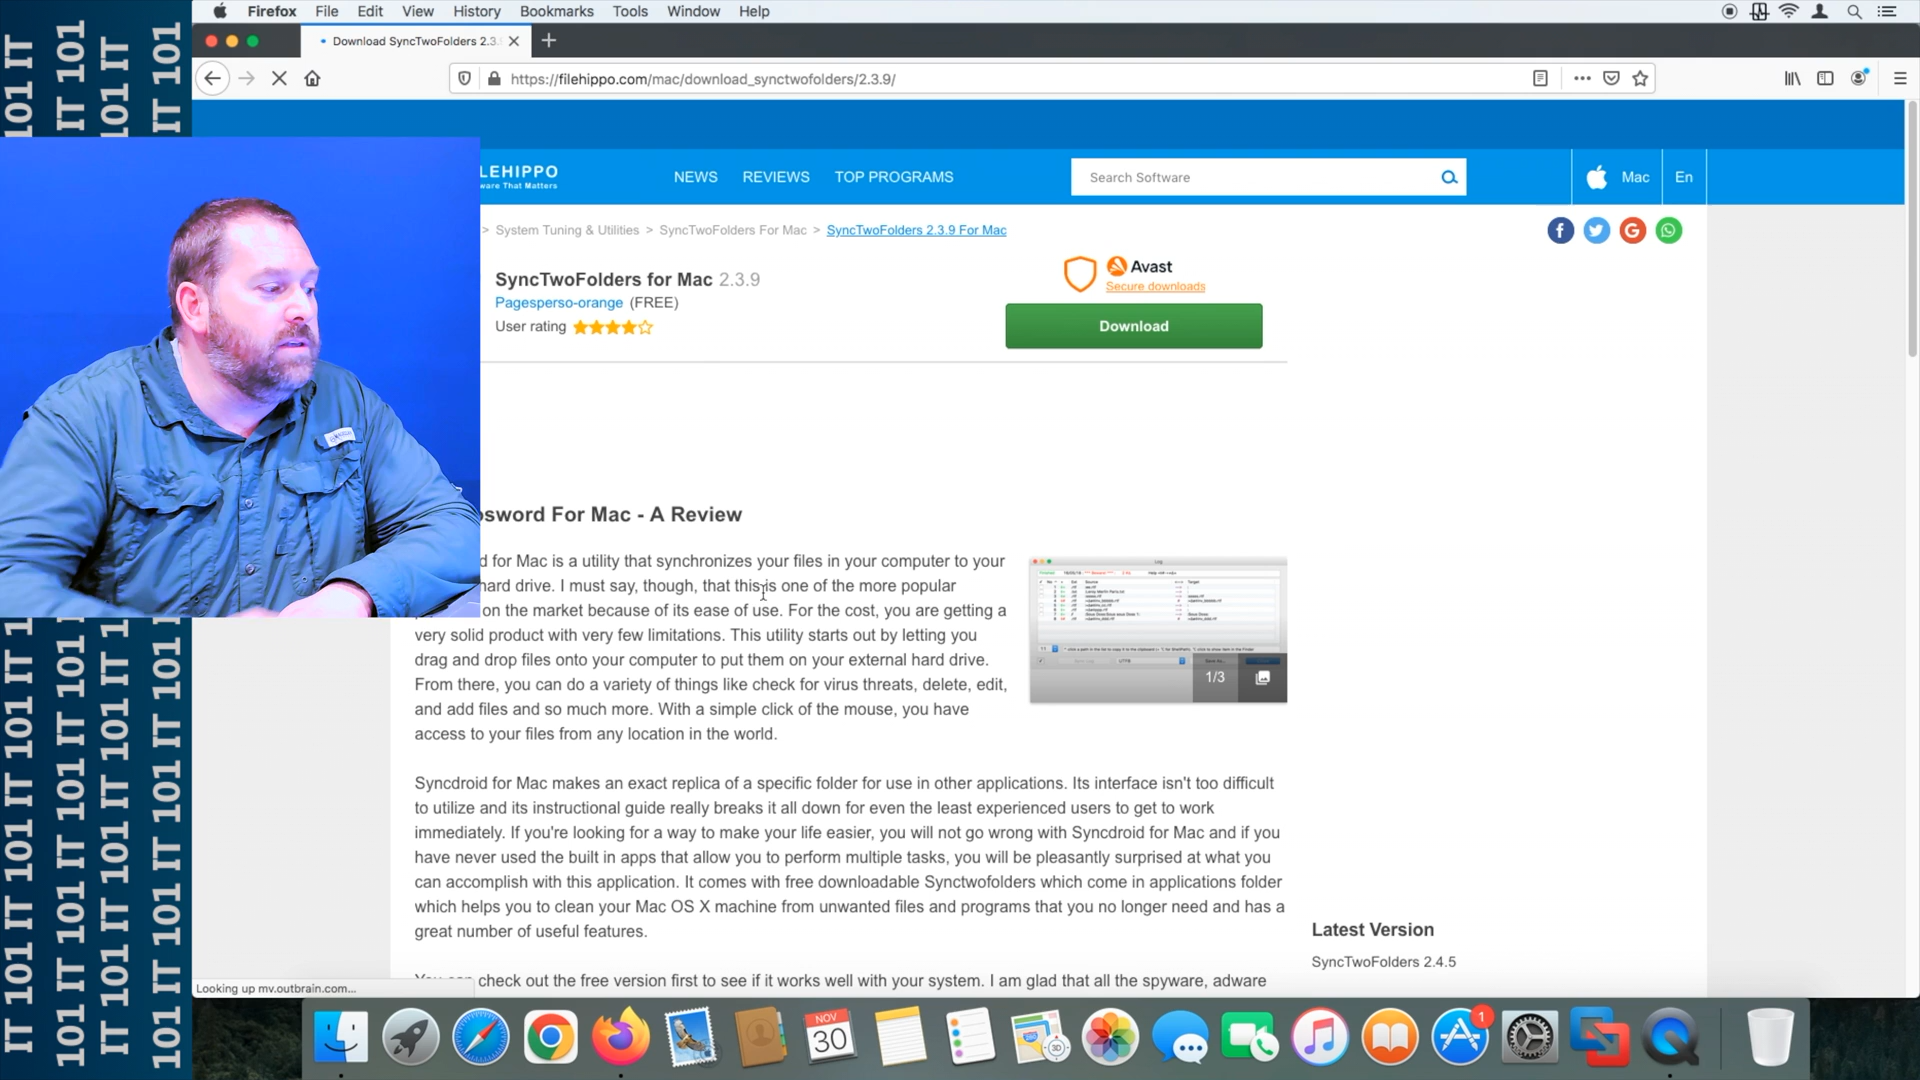 Firefox File Edit View History Bookmarks Tools Window Help
Download SyncTwoFolders 2.3.
https://filehippo.com/mac/download_synctwofolders/2.3.9/
LEHIPPO
ware That Matters
NEWS REVIEWS TOP PROGRAMS
Search Software
Mac
En
> System Tuning & Utilities > SyncTwoFolders For Mac > SyncTwoFolders 2.3.9 For Mac
SyncTwoFolders for Mac 2.3.9
Pagesperso-orange (FREE)
User rating
Avast
Secure downloads
Download
sword For Mac - A Review
d for Mac is a utility that synchronizes your files in your computer to your
hard drive. I must say, though, that this is one of the more popular
on the market because of its ease of use. For the cost, you are getting a
very solid product with very few limitations. This utility starts out by letting you
drag and drop files onto your computer to put them on your external hard drive.
From there, you can do a variety of things like check for virus threats, delete, edit,
and add files and so much more. With a simple click of the mouse, you have
access to your files from any location in the world.
1/3
Syncdroid for Mac makes an exact replica of a specific folder for use in other applications. Its interface isn't too difficult
to utilize and its instructional guide really breaks it all down for even the least experienced users to get to work
immediately. If you're looking for a way to make your life easier, you will not go wrong with Syncdroid for Mac and if you
have never used the built in apps that allow you to perform multiple tasks, you will be pleasantly surprised at what you
can accomplish with this application. It comes with free downloadable Synctwofolders which come in applications folder
which helps you to clean your Mac OS X machine from unwanted files and programs that you no longer need and has a
great number of useful features.
You can check out the free version first to see if it works well with your system. I am glad that all the spyware, adware
Latest Version
SyncTwoFolders 2.4.5
Looking up mv.outbrain.com...
NOV
30
3D
1
IT 101 IT 101 IT 101 IT
101 IT 101 IT 101 IT 101